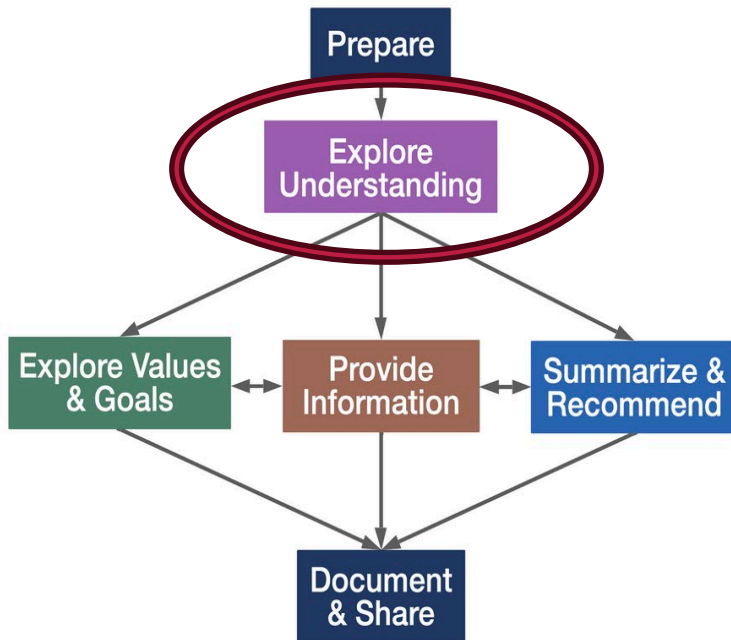 Prepare
Explore
Understanding
Explore Values
& Goals
Provide
Information
Summarize &
Recommend
Document
& Share